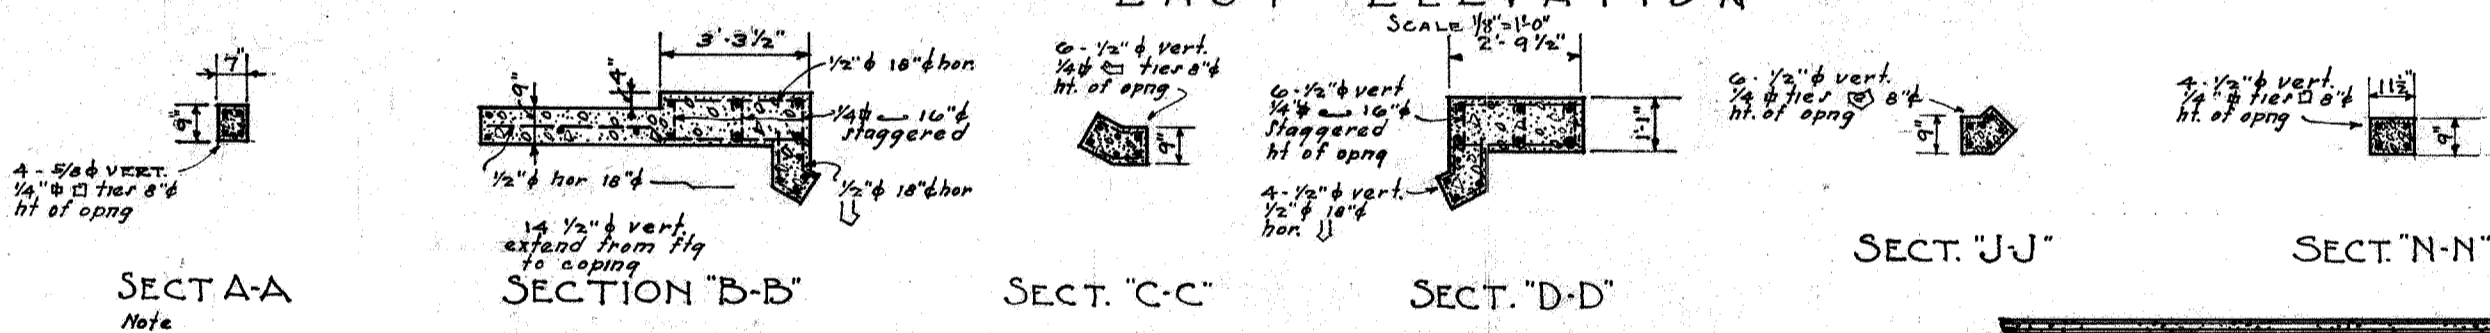 EAST ELEVATION
SCALE 1/8"=1'-0"
7"
9"
4 - 5/8 φ VERT.
1/4" φ □ ties 8"¢
ht of opng
SECT A-A
Note
3'-3 1/2"
9"
4"
1/2" φ 18"¢ hor.
1/4 φ 16"¢
staggered
1/2" φ hor 18"¢
1/2" φ 18"¢ hor
14 1/2" φ vert.
extend from ftg
to coping
SECTION "B-B"
6 - 1/2" φ vert.
1/4 φ ties 8"¢
ht. of opng
9"
SECT. "C-C"
2'-9 1/2"
6-1/2" φ vert
1/4" φ 16"¢
staggered
ht of opng
1'-1"
4-1/2" φ vert.
1/2" φ 18"¢
hor.
SECT. "D-D"
6 - 1/2" φ vert.
1/4 φ ties 8"¢
ht. of opng
9"
SECT. "J-J"
4 - 1/2" φ vert.
1/4" φ ties □ 8"¢
ht. of opng
11 1/2"
9"
SECT. "N-N"